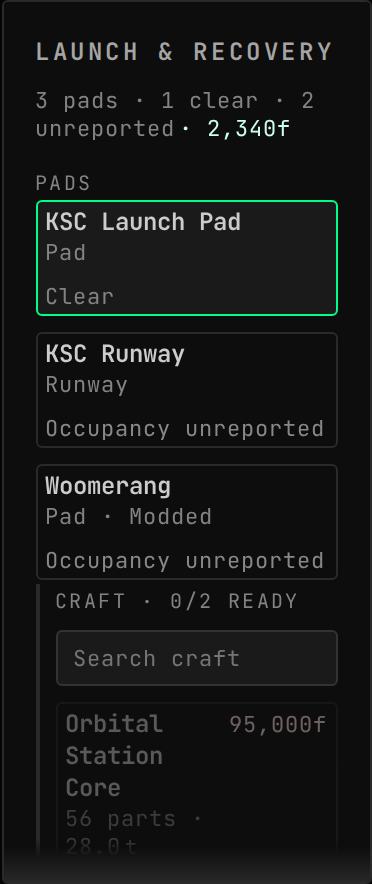 LAUNCH & RECOVERY
3 pads · 1 clear · 2
unreported · 2,340f
PADS
KSC Launch Pad
Pad
Clear
KSC Runway
Runway
Occupancy unreported
Woomerang
Pad · Modded
Occupancy unreported
CRAFT · 0/2 READY
Search craft
Orbital 95,000f
Station
Core
56 parts ·
28.0t